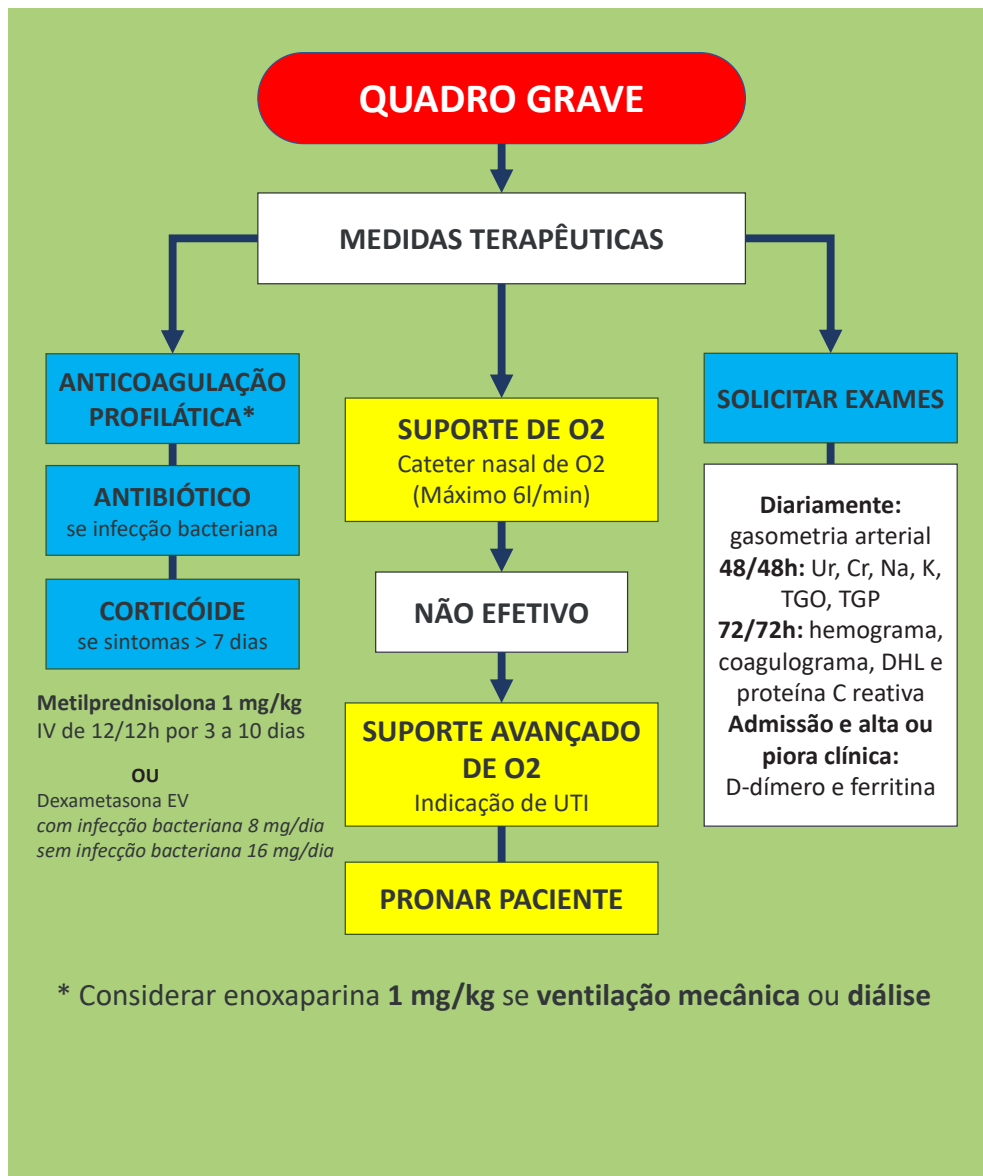 QUADRO GRAVE
MEDIDAS TERAPÊUTICAS
ANTICOAGULAÇÃO
PROFILÁTICA*
ANTIBIÓTICO
se infecção bacteriana
CORTICÓIDE
se sintomas > 7 dias
Metilprednisolona 1 mg/kg
IV de 12/12h por 3 a 10 dias
OU
Dexametasona EV
com infecção bacteriana 8 mg/dia
sem infecção bacteriana 16 mg/dia
SUPORTE DE O2
Cateter nasal de O2
(Máximo 6l/min)
NÃO EFETIVO
SUPORTE AVANÇADO
DE O2
Indicação de UTI
PRONAR PACIENTE
SOLICITAR EXAMES
Diariamente:
gasometria arterial
48/48h: Ur, Cr, Na, K,
TGO, TGP
72/72h: hemograma,
coagulograma, DHL e
proteína C reativa
Admissão e alta ou
piora clínica:
D-dímero e ferritina
* Considerar enoxaparina 1 mg/kg se ventilação mecânica ou diálise